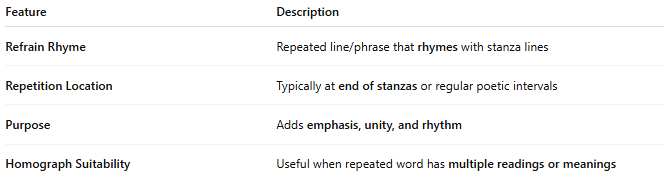 Feature Description
Refrain Rhyme Repeated line/phrase that rhymes with stanza lines
Repetition Location Typically at end of stanzas or regular poetic intervals
Purpose Adds emphasis, unity, and rhythm
Homograph Suitability Useful when repeated word has multiple readings or meanings